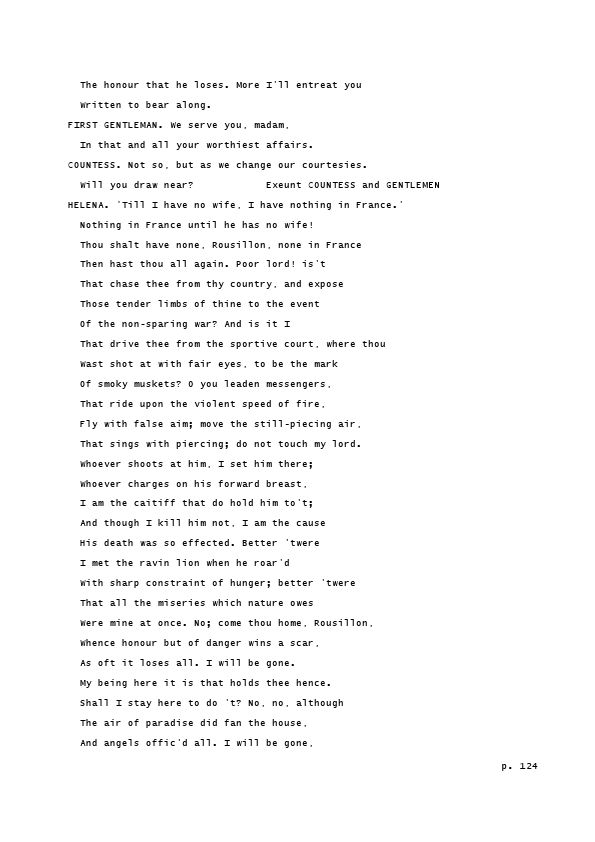 The honour that he loses. More I'll entreat you
Written to bear along.
FIRST GENTLEMAN. We serve you, madam,
In that and all your worthiest affairs.
COUNTESS. Not so, but as we change our courtesies.
Will you draw near? Exeunt COUNTESS and GENTLEMEN
HELENA. 'Till I have no wife, I have nothing in France.'
Nothing in France until he has no wife!
Thou shalt have none, Rousillon, none in France
Then hast thou all again. Poor lord! is't
That chase thee from thy country, and expose
Those tender limbs of thine to the event
Of the non-sparing war? And is it I
That drive thee from the sportive court, where thou
Wast shot at with fair eyes, to be the mark
Of smoky muskets? O you leaden messengers,
That ride upon the violent speed of fire,
Fly with false aim; move the still-piecing air,
That sings with piercing; do not touch my lord.
Whoever shoots at him, I set him there;
Whoever charges on his forward breast,
I am the caitiff that do hold him to't;
And though I kill him not, I am the cause
His death was so effected. Better 'twere
I met the ravin lion when he roar'd
With sharp constraint of hunger; better 'twere
That all the miseries which nature owes
Were mine at once. No; come thou home, Rousillon,
Whence honour but of danger wins a scar,
As oft it loses all. I will be gone.
My being here it is that holds thee hence.
Shall I stay here to do 't? No, no, although
The air of paradise did fan the house,
And angels offic'd all. I will be gone,
p. 124